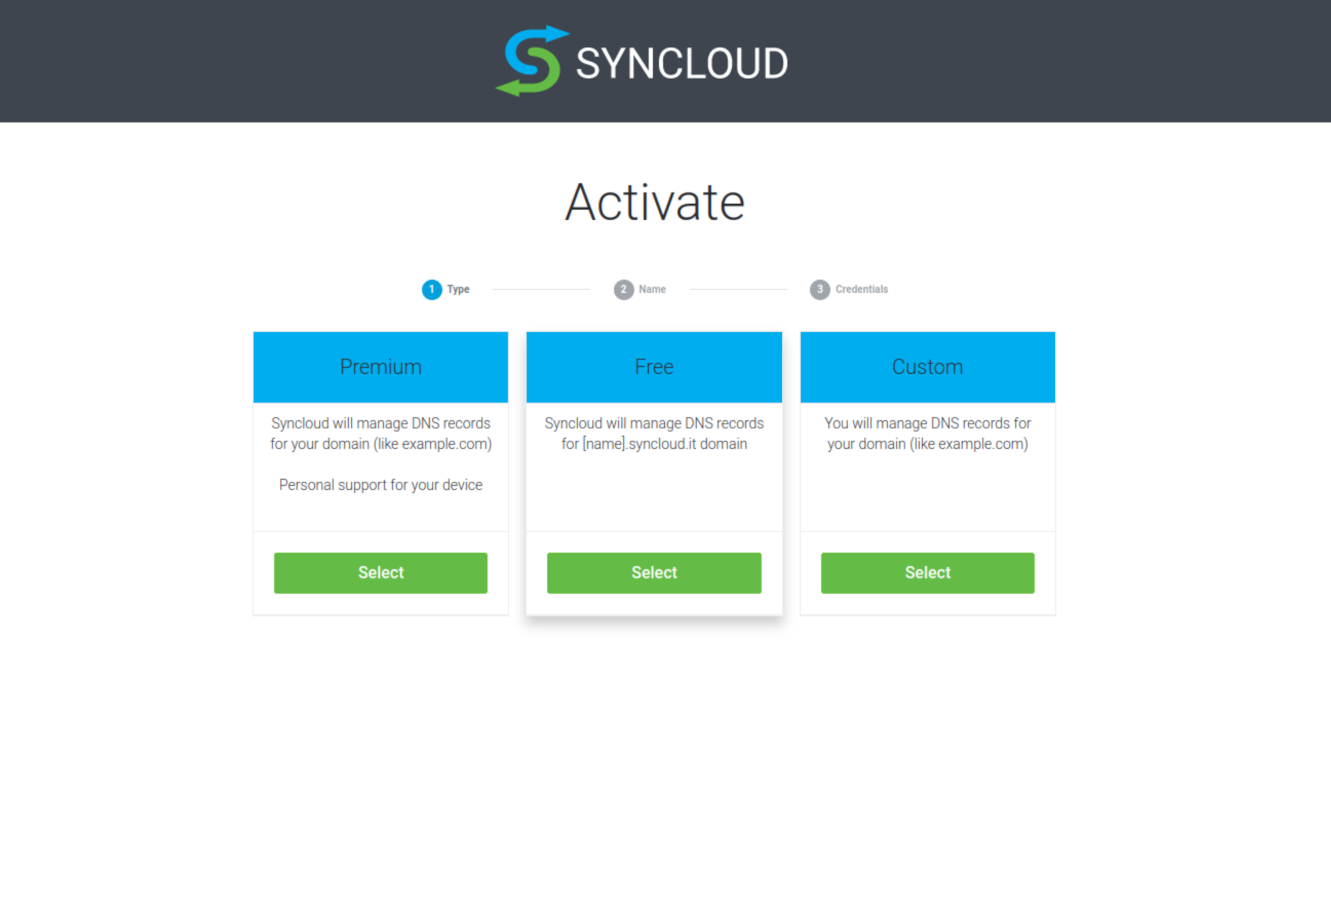 SYNCLOUD
Activate
1 Type
2 Name
3 Credentials
Premium
Syncloud will manage DNS records
for your domain (like example.com)
Personal support for your device
Select
Free
Syncloud will manage DNS records
for [name].syncloud.it domain
Select
Custom
You will manage DNS records for
your domain (like example.com)
Select